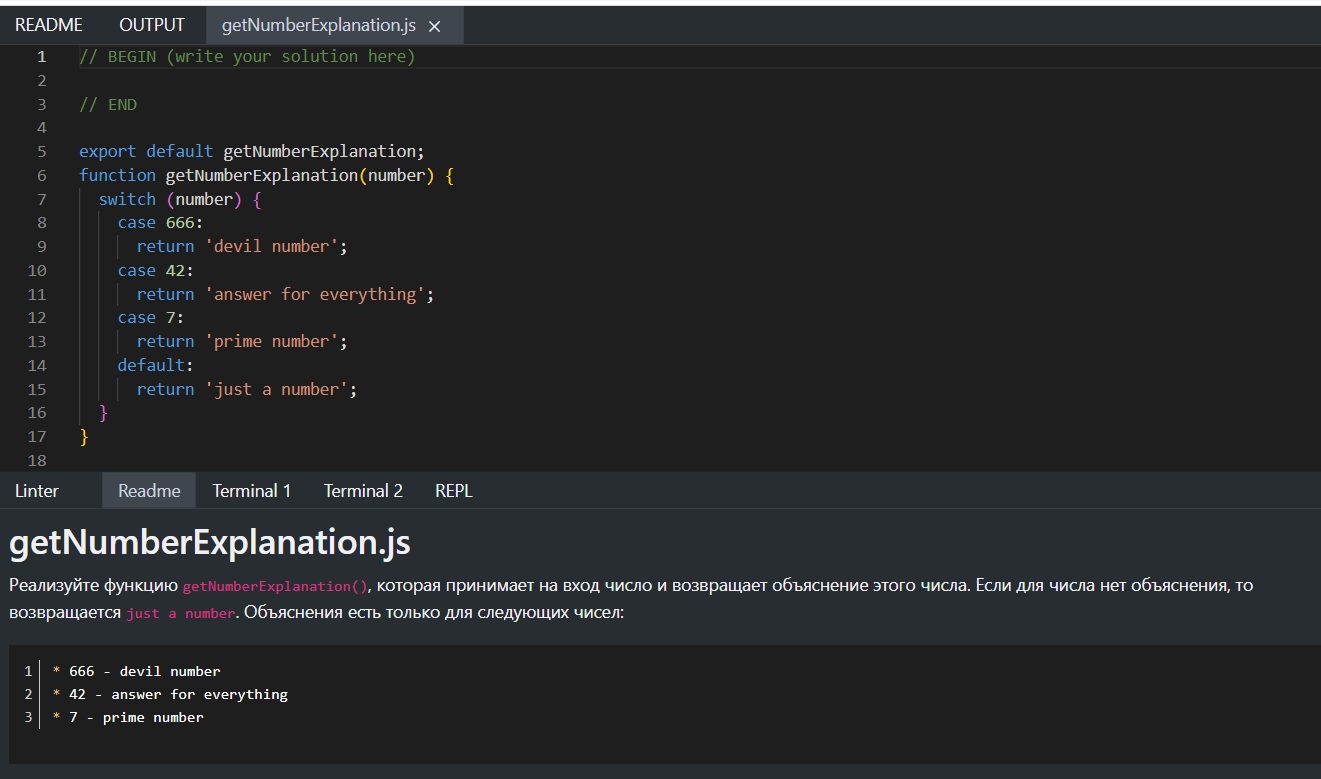 README OUTPUT getNumberExplanation.js ×
1 // BEGIN (write your solution here)
2
3 // END
4
5 export default getNumberExplanation;
6 function getNumberExplanation(number) {
7 switch (number) {
8 case 666:
9 return 'devil number';
10 case 42:
11 return 'answer for everything';
12 case 7:
13 return 'prime number';
14 default:
15 return 'just a number';
16 }
17 }
18
Linter Readme Terminal 1 Terminal 2 REPL
getNumberExplanation.js
Реализуйте функцию getNumberExplanation(), которая принимает на вход число и возвращает объяснение этого числа. Если для числа нет объяснения, то
возвращается just a number. Объяснения есть только для следующих чисел:
1 * 666 - devil number
2 * 42 - answer for everything
3 * 7 - prime number